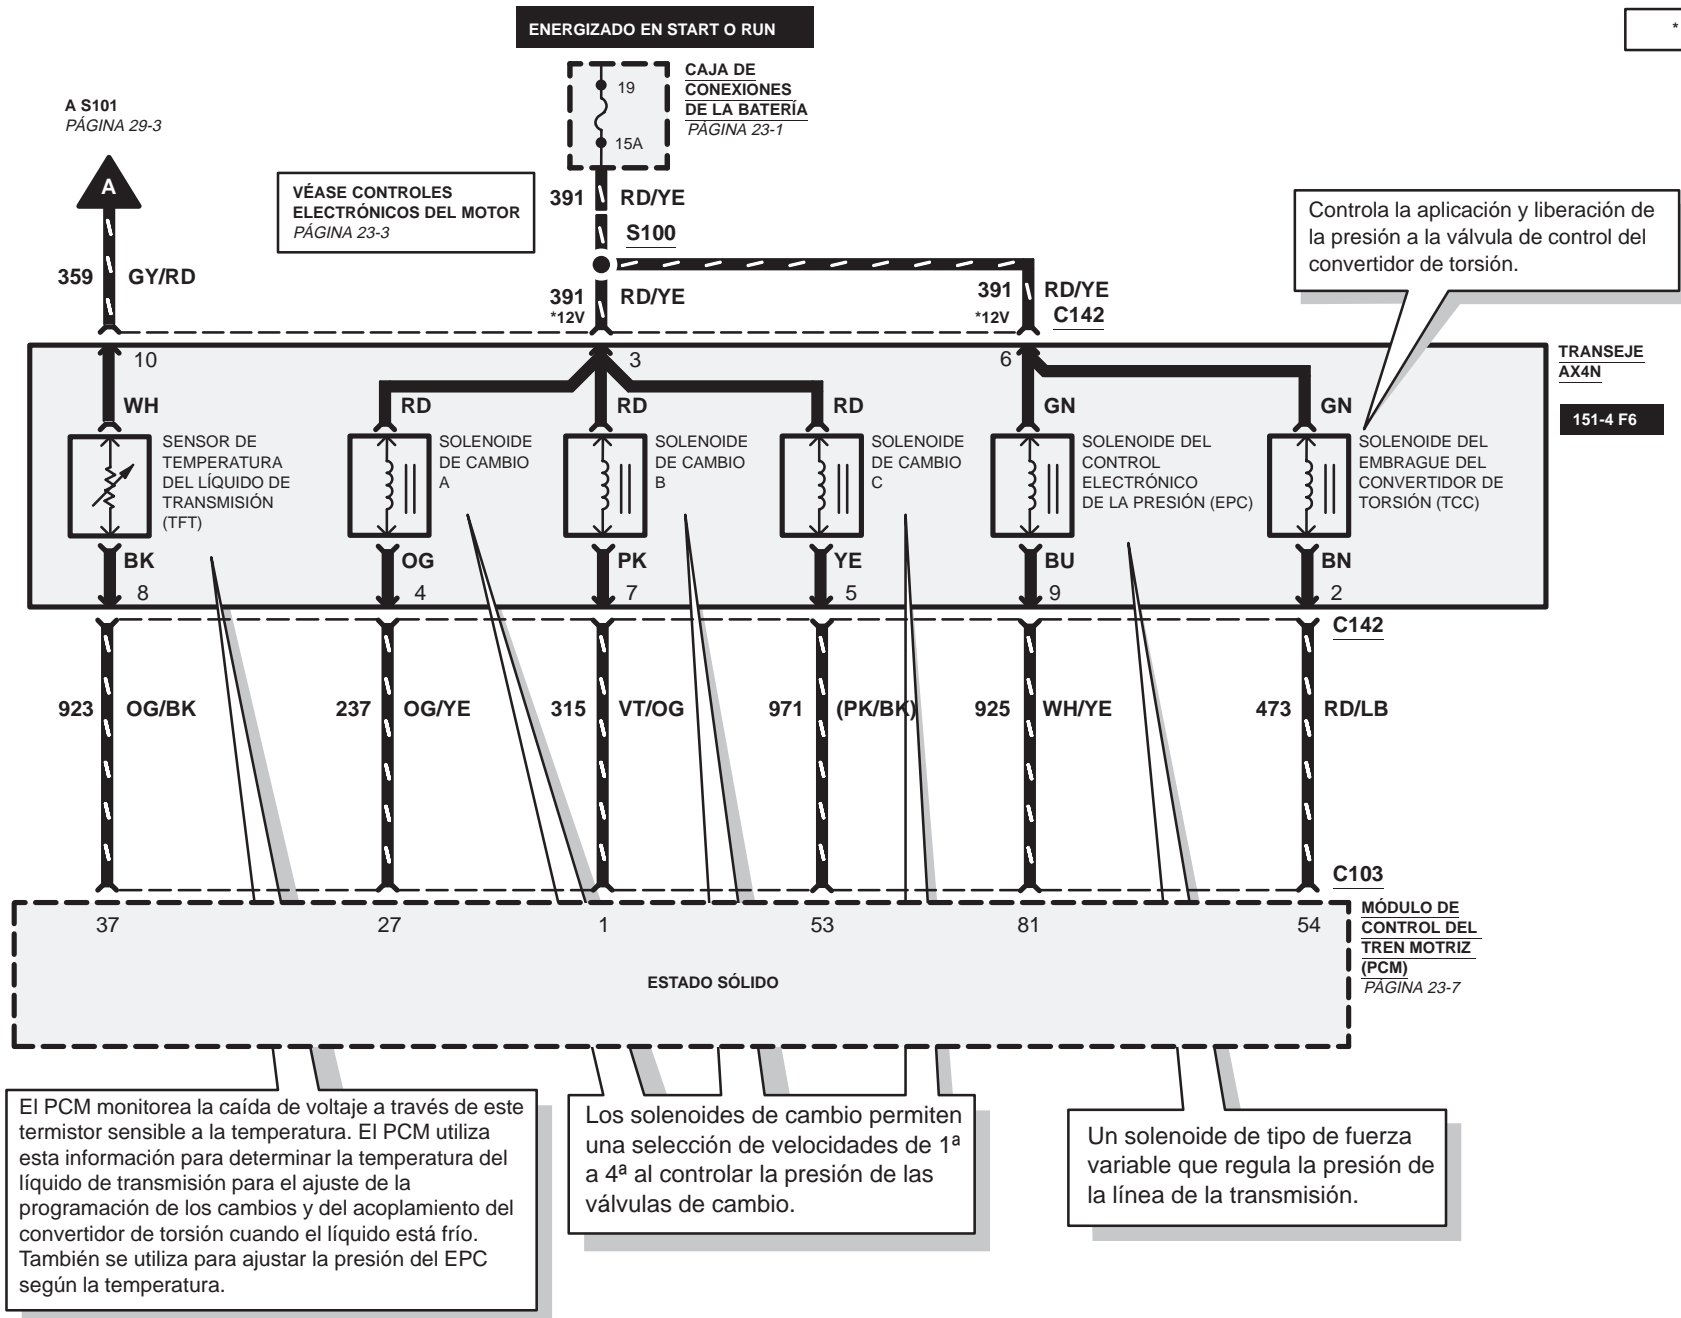 ENERGIZADO EN START O RUN
*
19
15A
CAJA DE
CONEXIONES
DE LA BATERÍA
PÁGINA 23-1
A S101
PÁGINA 29-3
A
VÉASE CONTROLES
ELECTRÓNICOS DEL MOTOR
PÁGINA 23-3
391 RD/YE
S100
Controla la aplicación y liberación de
la presión a la válvula de control del
convertidor de torsión.
359 GY/RD
391 RD/YE
*12V
391 RD/YE
*12V C142
10 3 6
TRANSEJE
AX4N
151-4 F6
WH RD RD RD GN GN
SENSOR DE
TEMPERATURA
DEL LÍQUIDO DE
TRANSMISIÓN
(TFT)
SOLENOIDE
DE CAMBIO
A
SOLENOIDE
DE CAMBIO
B
SOLENOIDE
DE CAMBIO
C
SOLENOIDE DEL
CONTROL
ELECTRÓNICO
DE LA PRESIÓN (EPC)
SOLENOIDE DEL
EMBRAGUE DEL
CONVERTIDOR DE
TORSIÓN (TCC)
BK OG PK YE BU BN
8 4 7 5 9 2
C142
923 OG/BK 237 OG/YE 315 VT/OG 971 (PK/BK) 925 WH/YE 473 RD/LB
C103
37 27 1 53 81 54
MÓDULO DE
CONTROL DEL
TREN MOTRIZ
(PCM)
PÁGINA 23-7
ESTADO SÓLIDO
El PCM monitorea la caída de voltaje a través de este
termistor sensible a la temperatura. El PCM utiliza
esta información para determinar la temperatura del
líquido de transmisión para el ajuste de la
programación de los cambios y del acoplamiento del
convertidor de torsión cuando el líquido está frío.
También se utiliza para ajustar la presión del EPC
según la temperatura.
Los solenoides de cambio permiten
una selección de velocidades de 1ª
a 4ª al controlar la presión de las
válvulas de cambio.
Un solenoide de tipo de fuerza
variable que regula la presión de
la línea de la transmisión.